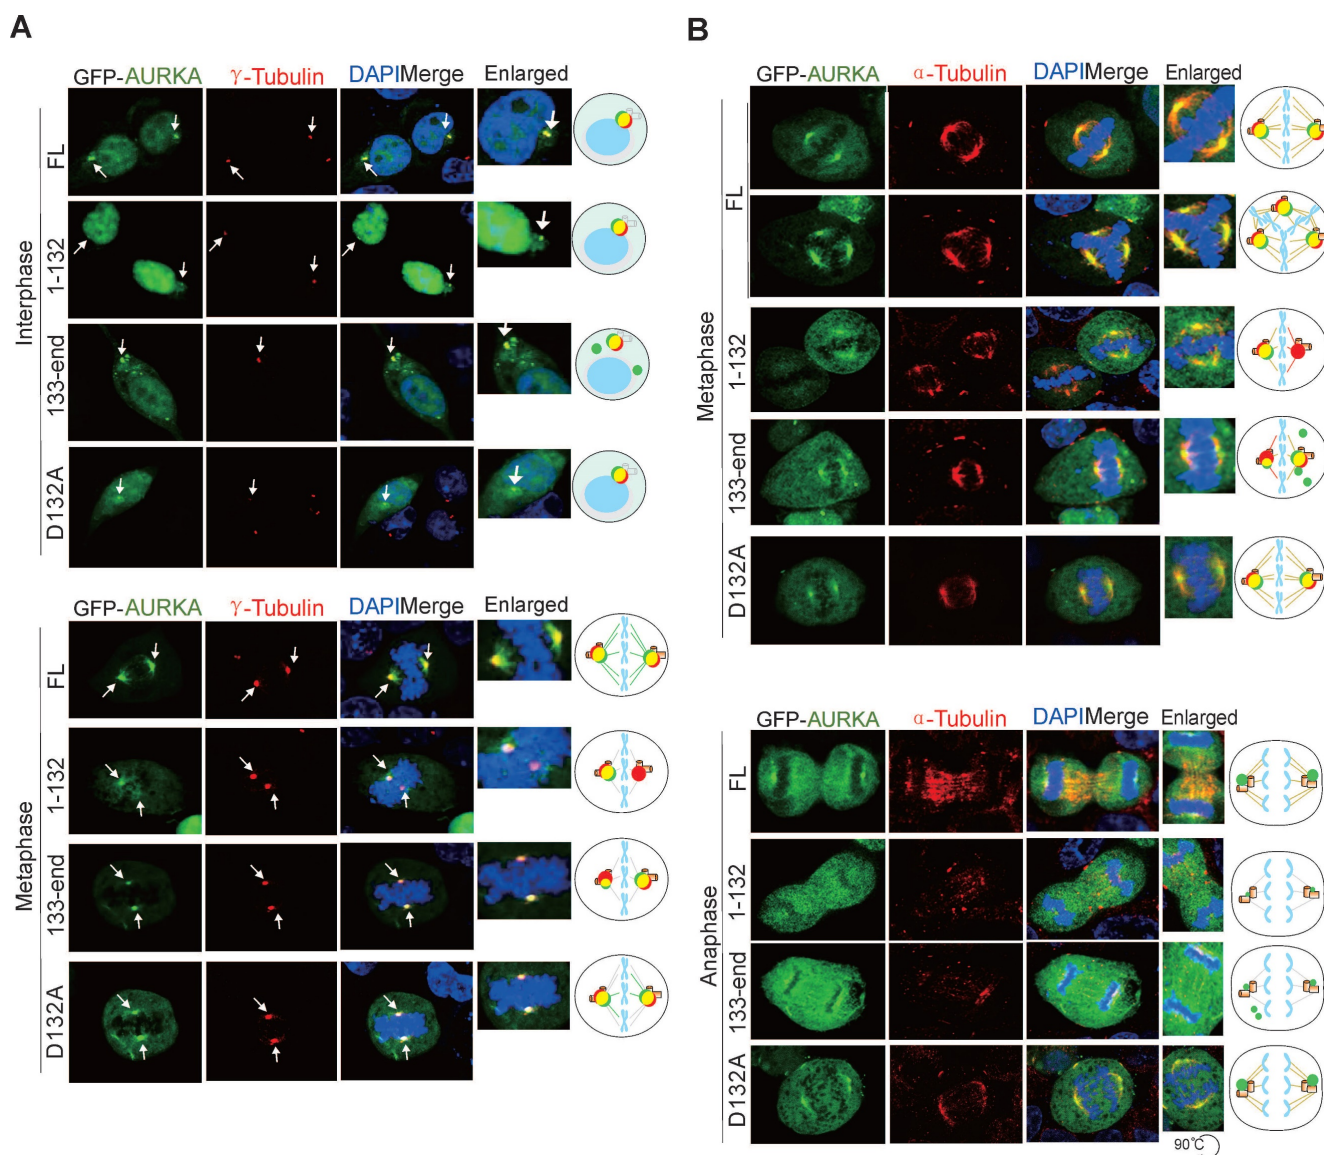 A
GFP-AURKA γ-Tubulin DAPIMerge Enlarged
Interphase
FL
1-132
133-end
D132A
GFP-AURKA γ-Tubulin DAPIMerge Enlarged
Metaphase
FL
1-132
133-end
D132A
B
GFP-AURKA α-Tubulin DAPIMerge Enlarged
Metaphase
FL
1-132
133-end
D132A
GFP-AURKA α-Tubulin DAPIMerge Enlarged
Anaphase
FL
1-132
133-end
D132A
90°C